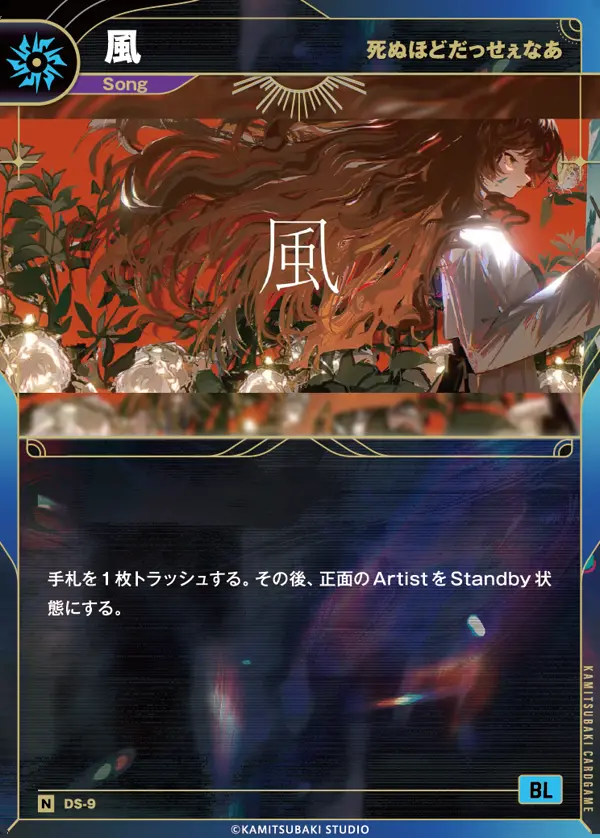 風
死ぬほどだっせぇなあ
Song
風
手札を1枚トラッシュする。その後、正面のArtistをStandby状
態にする。
KAMITSUBAKI CARDGAME
BL
N DS-9
©KAMITSUBAKI STUDIO